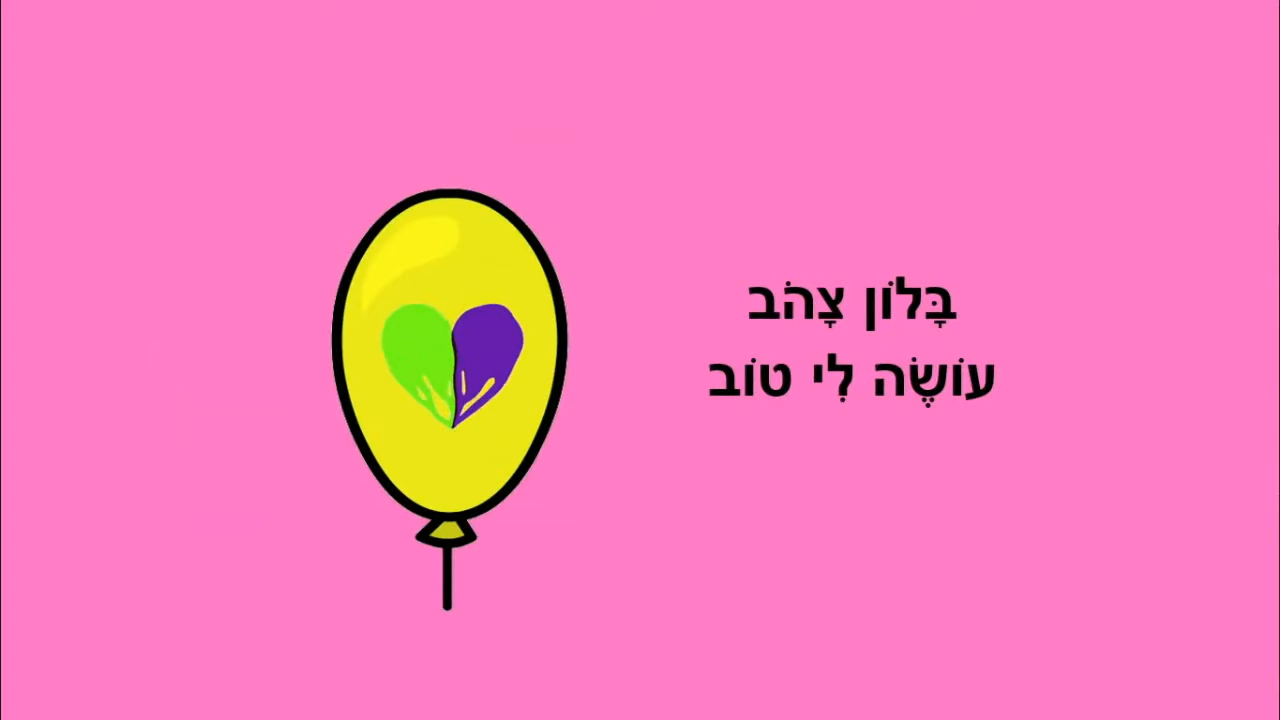 בָּלוֹן צָהֹב
עוֹשֶׂה לִי טוֹב